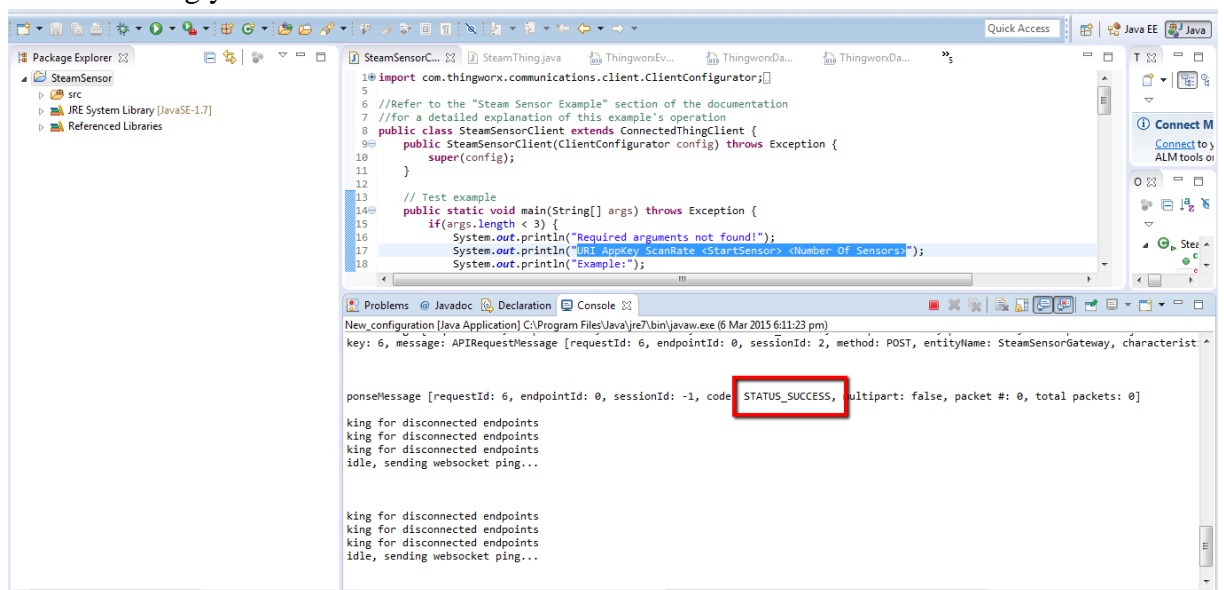 Quick Access
Java EE
Java
Package Explorer
SteamSensor
src
JRE System Library [JavaSE-1.7]
Referenced Libraries
SteamSensorC...
SteamThing.java
ThingworxEv...
ThingworxDa...
ThingworxDa...
»5
1 import com.thingworx.communications.client.ClientConfigurator;
5
6 //Refer to the "Steam Sensor Example" section of the documentation
7 //for a detailed explanation of this example's operation
8 public class SteamSensorClient extends ConnectedThingClient {
9 public SteamSensorClient(ClientConfigurator config) throws Exception {
10 super(config);
11 }
12
13 // Test example
14 public static void main(String[] args) throws Exception {
15 if(args.length < 3) {
16 System.out.println("Required arguments not found!");
17 System.out.println("URI AppKey ScanRate <StartSensor> <Number Of Sensors>");
18 System.out.println("Example:");
T
Connect M
Connect to y
ALM tools o
O
Stea
Problems
@ Javadoc
Declaration
Console
New_configuration [Java Application] C:\Program Files\Java\jre7\bin\javaw.exe (6 Mar 2015 6:11:23 pm)
key: 6, message: APIRequestMessage [requestId: 6, endpointId: 0, sessionId: 2, method: POST, entityName: SteamSensorGateway, characterist:
ponseMessage [requestId: 6, endpointId: 0, sessionId: -1, code STATUS_SUCCESS, ultipart: false, packet #: 0, total packets: 0]
king for disconnected endpoints
king for disconnected endpoints
king for disconnected endpoints
idle, sending websocket ping...
king for disconnected endpoints
king for disconnected endpoints
king for disconnected endpoints
idle, sending websocket ping...